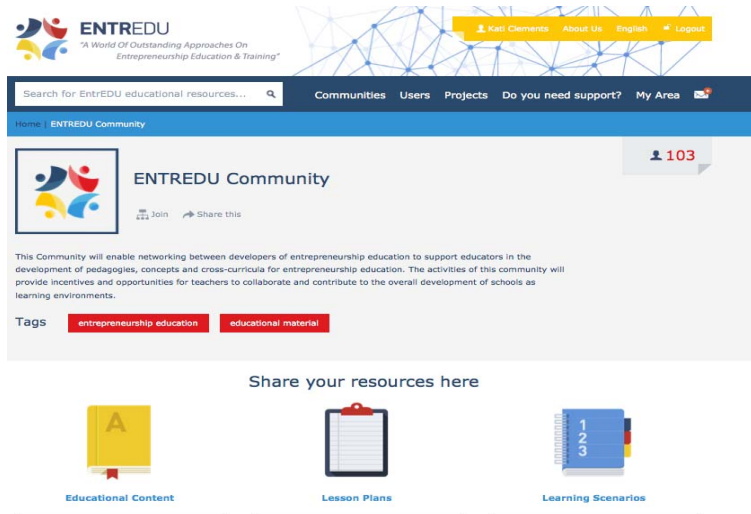 ENTREDU
"A World Of Outstanding Approaches On
Entrepreneurship Education & Training"
Kati Clements About Us English Logout
Search for EntrEDU educational resources...
Communities Users Projects Do you need support? My Area
Home | ENTREDU Community
103
ENTREDU Community
Join Share this
This Community will enable networking between developers of entrepreneurship education to support educators in the
development of pedagogies, concepts and cross-curricula for entrepreneurship education. The activities of this community will
provide incentives and opportunities for teachers to collaborate and contribute to the overall development of schools as
learning environments.
Tags entrepreneurship education educational material
Share your resources here
A
1
2
3
Educational Content Lesson Plans Learning Scenarios